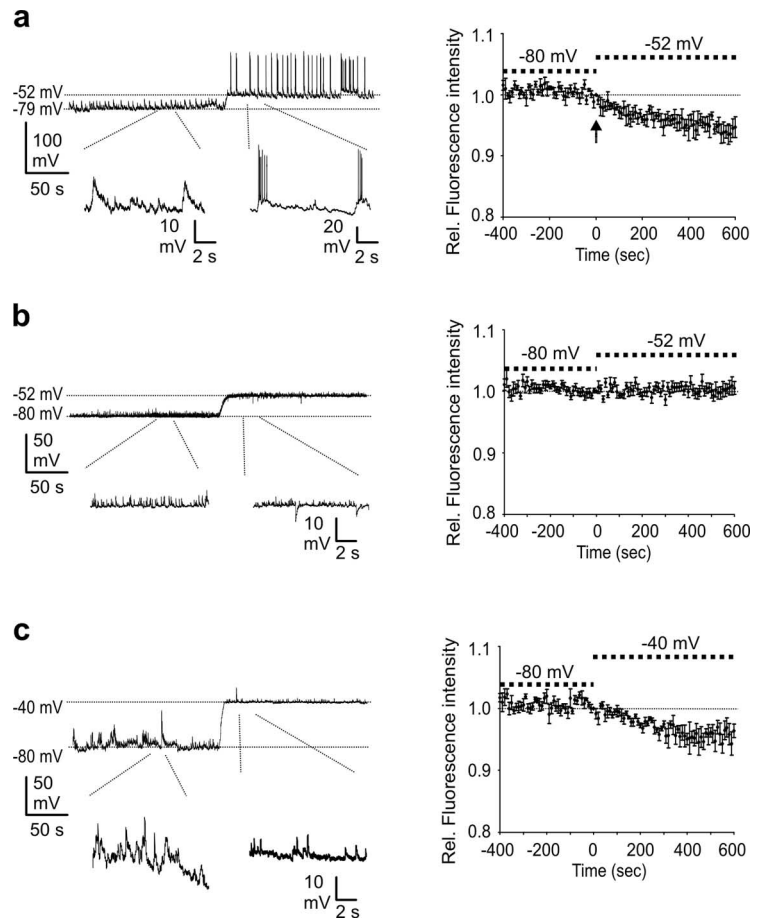 a
-52 mV
-79 mV
100
mV
50 s
10
mV
2 s
20
mV
2 s
Rel. Fluorescence intensity
1.1
1.0
0.9
0.8
-80 mV
-52 mV
-400
-200
0
200
400
600
Time (sec)
b
-52 mV
-80 mV
50
mV
50 s
10
mV
2 s
Rel. Fluorescence intensity
1.1
1.0
0.9
0.8
-80 mV
-52 mV
-400
-200
0
200
400
600
Time (sec)
c
-40 mV
-80 mV
50
mV
50 s
10
mV
2 s
Rel. Fluorescence intensity
1.1
1.0
0.9
0.8
-80 mV
-40 mV
-400
-200
0
200
400
600
Time (sec)